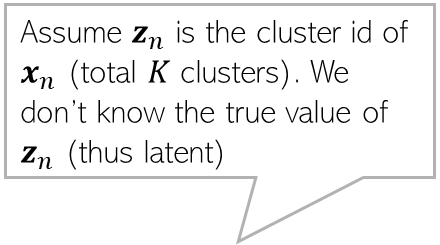 Assume 𝒛ₙ is the cluster id of
𝒙ₙ (total 𝐾 clusters). We
don't know the true value of
𝒛ₙ (thus latent)